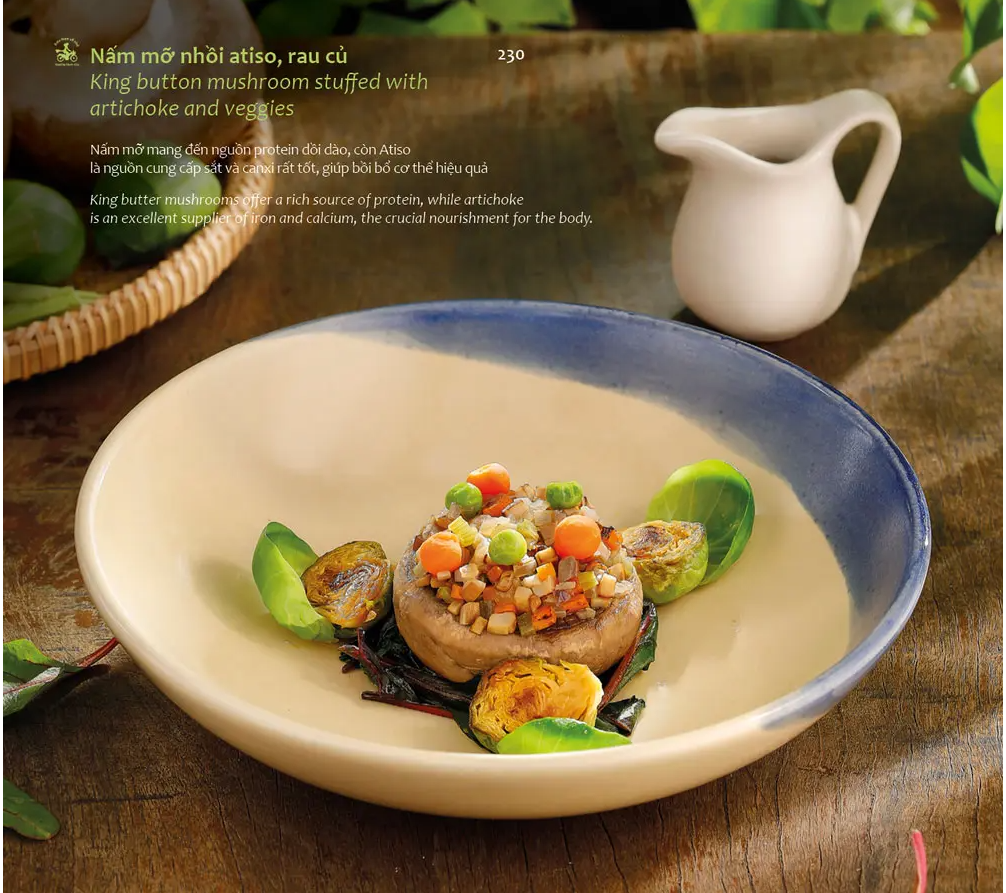 Nấm mỡ nhồi atiso, rau củ 230
King button mushroom stuffed with
artichoke and veggies
Nấm mỡ mang đến nguồn protein dồi dào, còn Atiso
là nguồn cung cấp sắt và canxi rất tốt, giúp bồi bổ cơ thể hiệu quả
King butter mushrooms offer a rich source of protein, while artichoke
is an excellent supplier of iron and calcium, the crucial nourishment for the body.